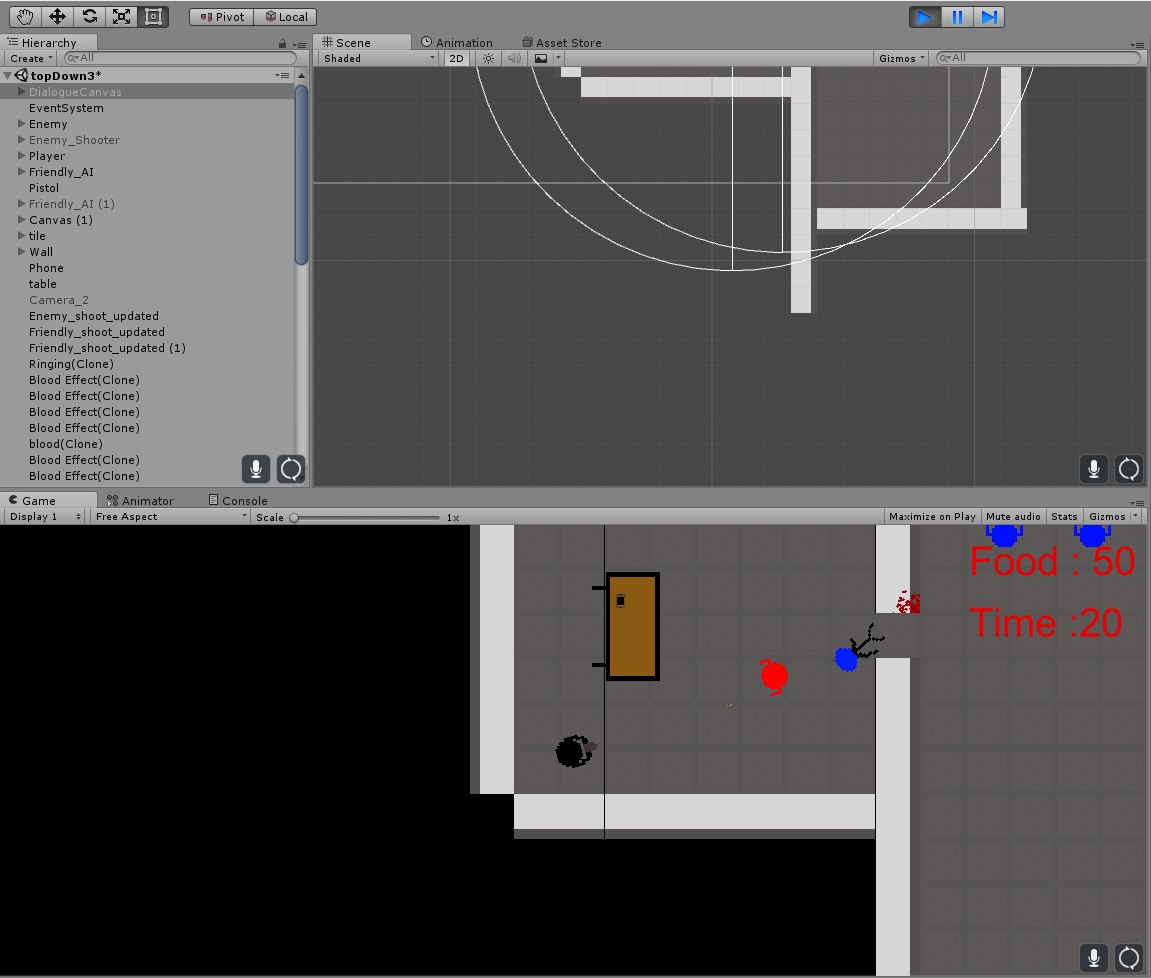 Pivot Local
Hierarchy
Create All
topDown3*
DialogueCanvas
EventSystem
Enemy
Enemy_Shooter
Player
Friendly_AI
Pistol
Friendly_AI (1)
Canvas (1)
tile
Wall
Phone
table
Camera_2
Enemy_shoot_updated
Friendly_shoot_updated
Friendly_shoot_updated (1)
Ringing(Clone)
Blood Effect(Clone)
Blood Effect(Clone)
Blood Effect(Clone)
Blood Effect(Clone)
blood(Clone)
Blood Effect(Clone)
Blood Effect(Clone)
Scene Animation Asset Store
Shaded 2D Gizmos All
Game Animator Console
Display 1 Free Aspect Scale 1x Maximize on Play Mute audio Stats Gizmos
Food : 50
Time :20